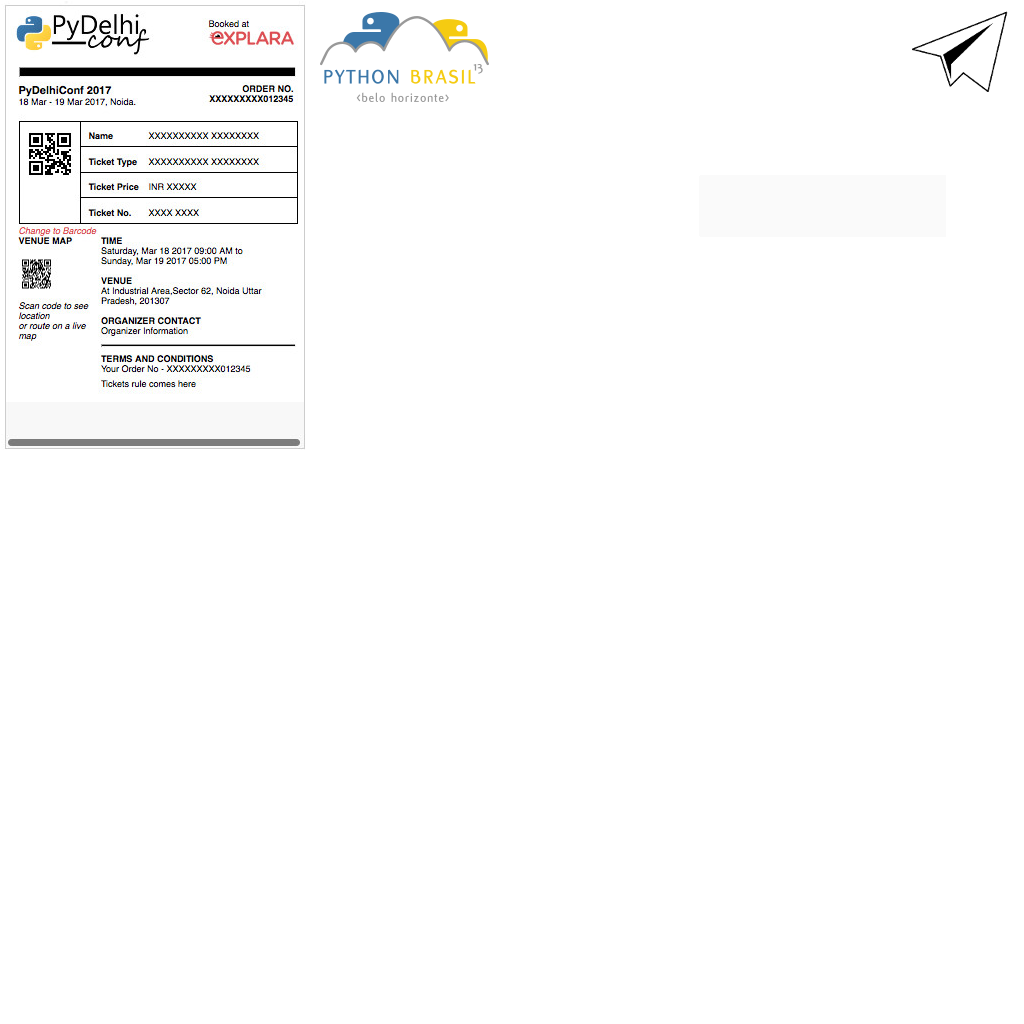 PyDelhi
conf
Booked at
eXPLARA
PyDelhiConf 2017
18 Mar - 19 Mar 2017, Noida.
ORDER NO.
XXXXXXXXX012345
Name XXXXXXXXXX XXXXXXXX
Ticket Type XXXXXXXXXX XXXXXXXX
Ticket Price INR XXXXX
Ticket No. XXXX XXXX
Change to Barcode
VENUE MAP
Scan code to see
location
or route on a live
map
TIME
Saturday, Mar 18 2017 09:00 AM to
Sunday, Mar 19 2017 05:00 PM
VENUE
At Industrial Area,Sector 62, Noida Uttar
Pradesh, 201307
ORGANIZER CONTACT
Organizer Information
TERMS AND CONDITIONS
Your Order No - XXXXXXXXX012345
Tickets rule comes here
PYTHON BRASIL 13
<belo horizonte>